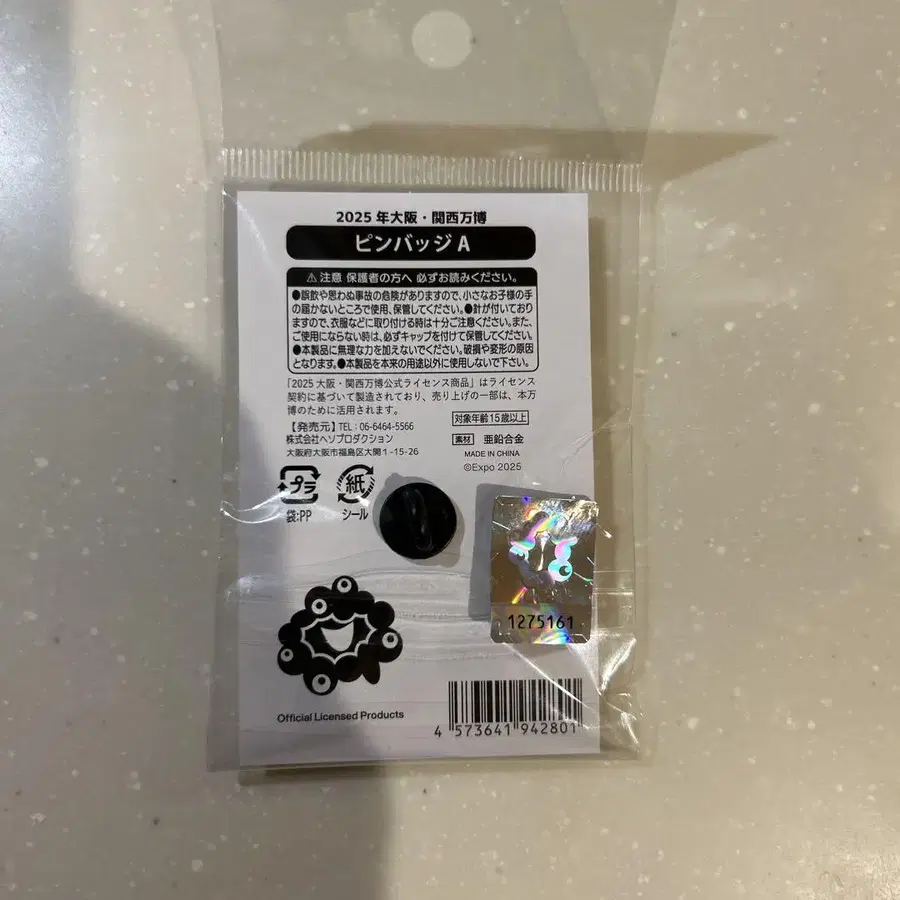 2025年大阪・関西万博
ピンバッジ A
⚠注意 保護者の方へ 必ずお読みください。
●誤飲や思わぬ事故の危険がありますので、小さなお子様の手
の届かないところで使用、保管してください。●針が付いており
ますので、衣服などに取り付ける時は十分ご注意ください。また、
ご使用にならない時は、必ずキャップを付けて保管してください。
●本製品に無理な力を加えないでください。破損や変形の原因
となります。●本製品を本来の用途以外に使用しないで下さい。
「2025大阪・関西万博公式ライセンス商品」はライセンス
契約に基づいて製造されており、売り上げの一部は、本万
博のために活用されます。
対象年齢15歳以上
【発売元】TEL：06-6464-5566
株式会社ヘソプロダクション
大阪府大阪市福島区大開1-15-26
素材 亜鉛合金
MADE IN CHINA
©Expo 2025
プラ
袋:PP
紙
シール
1275161
Official Licensed Products
4 573641 942801